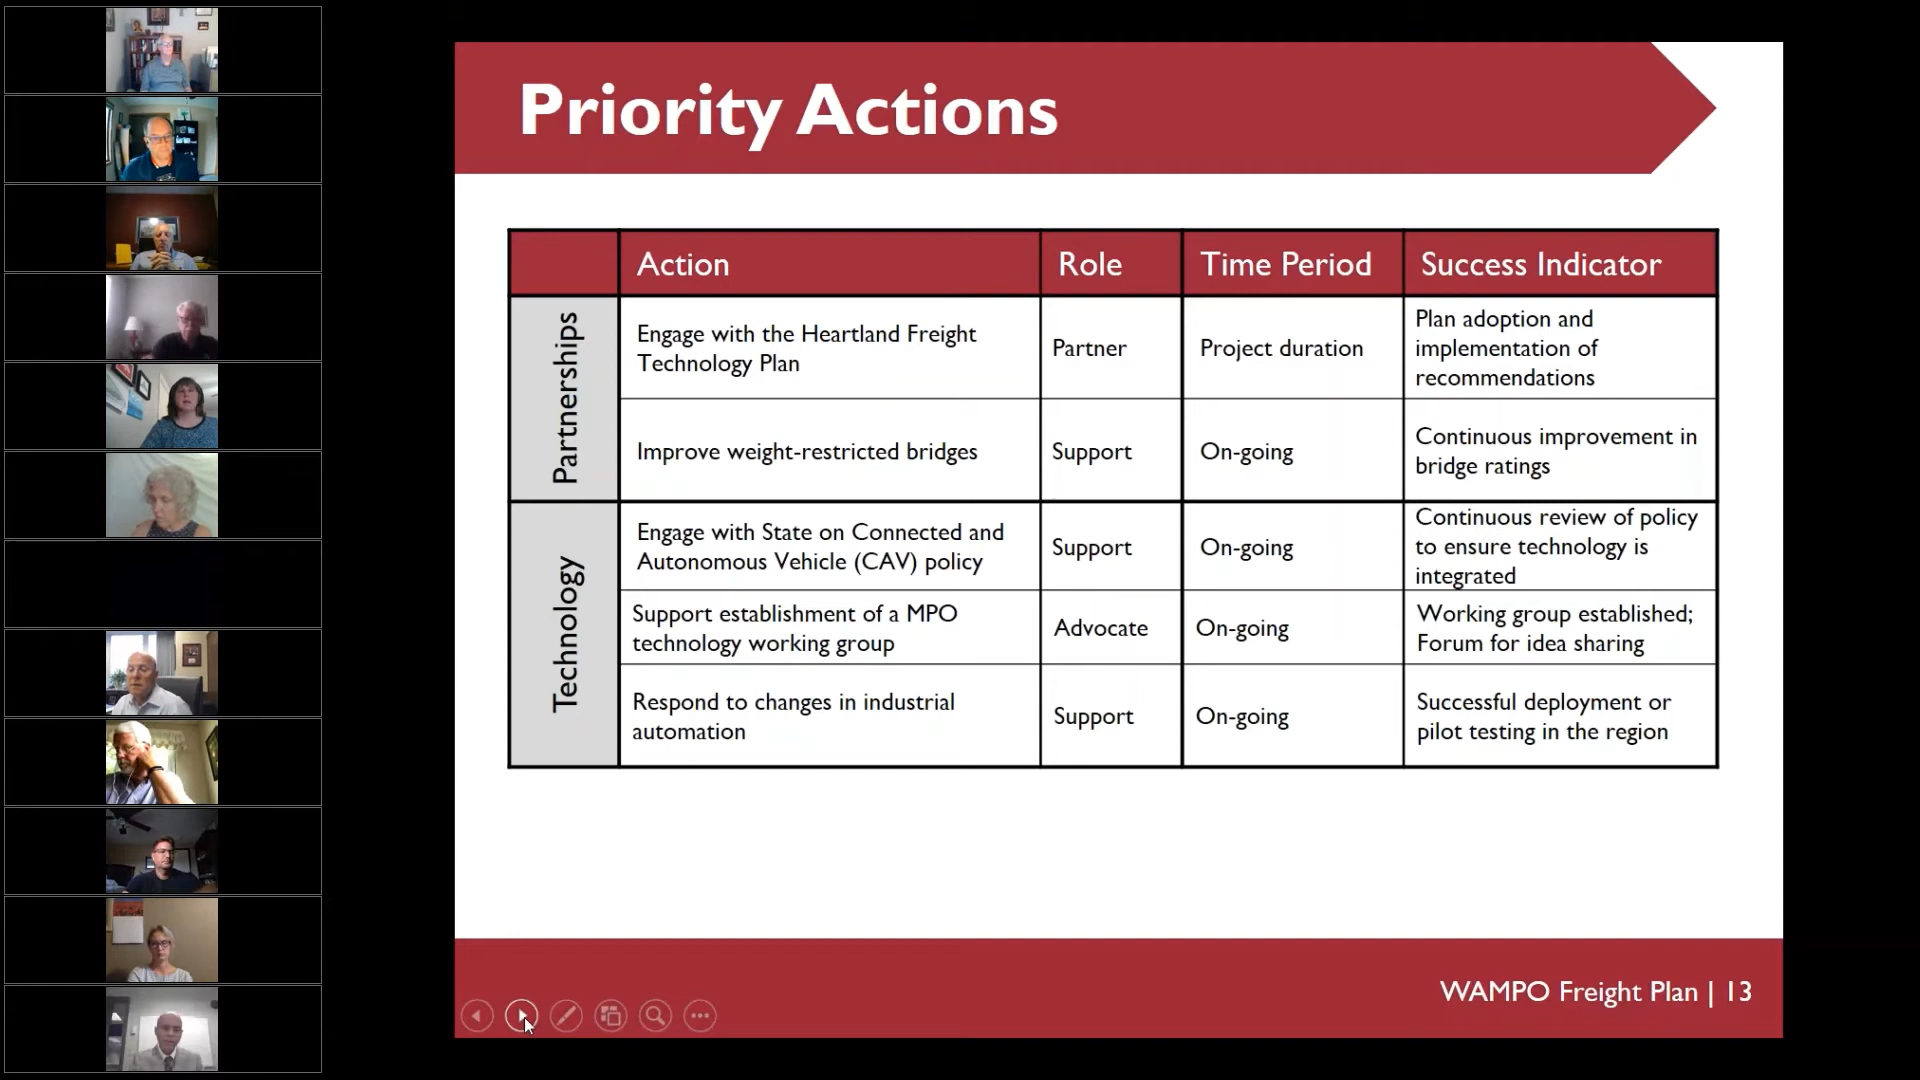 Priority Actions
Action Role Time Period Success Indicator
Partnerships
Engage with the Heartland Freight
Technology Plan
Partner
Project duration
Plan adoption and
implementation of
recommendations
Improve weight-restricted bridges
Support
On-going
Continuous improvement in
bridge ratings
Technology
Engage with State on Connected and
Autonomous Vehicle (CAV) policy
Support
On-going
Continuous review of policy
to ensure technology is
integrated
Support establishment of a MPO
technology working group
Advocate
On-going
Working group established;
Forum for idea sharing
Respond to changes in industrial
automation
Support
On-going
Successful deployment or
pilot testing in the region
WAMPO Freight Plan | 13